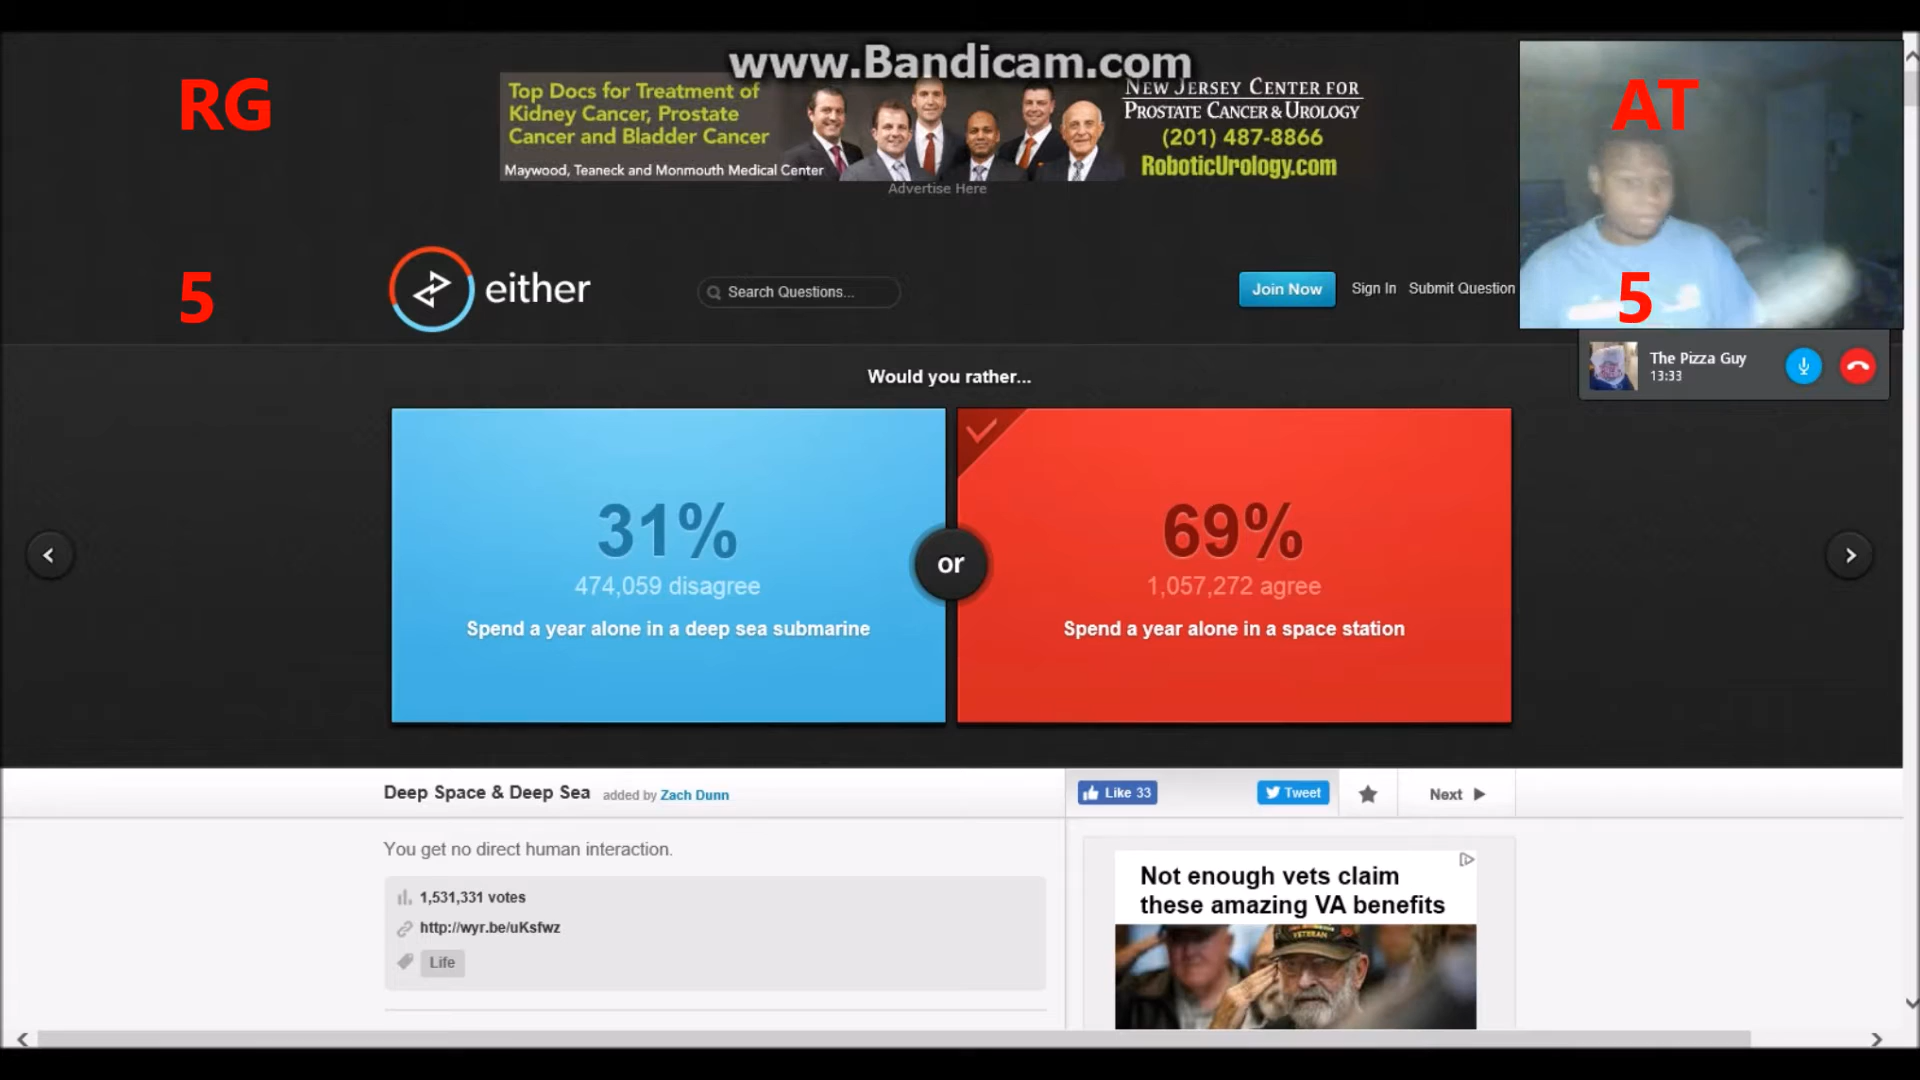 www.Bandicam.com
RG
AT
Top Docs for Treatment of
Kidney Cancer, Prostate
Cancer and Bladder Cancer
Maywood, Teaneck and Monmouth Medical Center
NEW JERSEY CENTER FOR
PROSTATE CANCER & UROLOGY
(201) 487-8866
RoboticUrology.com
Advertise Here
5
either
Search Questions...
Join Now
Sign In
Submit Question
5
The Pizza Guy
13:33
Would you rather...
31%
474,059 disagree
Spend a year alone in a deep sea submarine
or
69%
1,057,272 agree
Spend a year alone in a space station
Deep Space & Deep Sea added by Zach Dunn
Like 33
Tweet
Next
You get no direct human interaction.
1,531,331 votes
http://wyr.be/uKsfwz
Life
Not enough vets claim
these amazing VA benefits
VETERAN